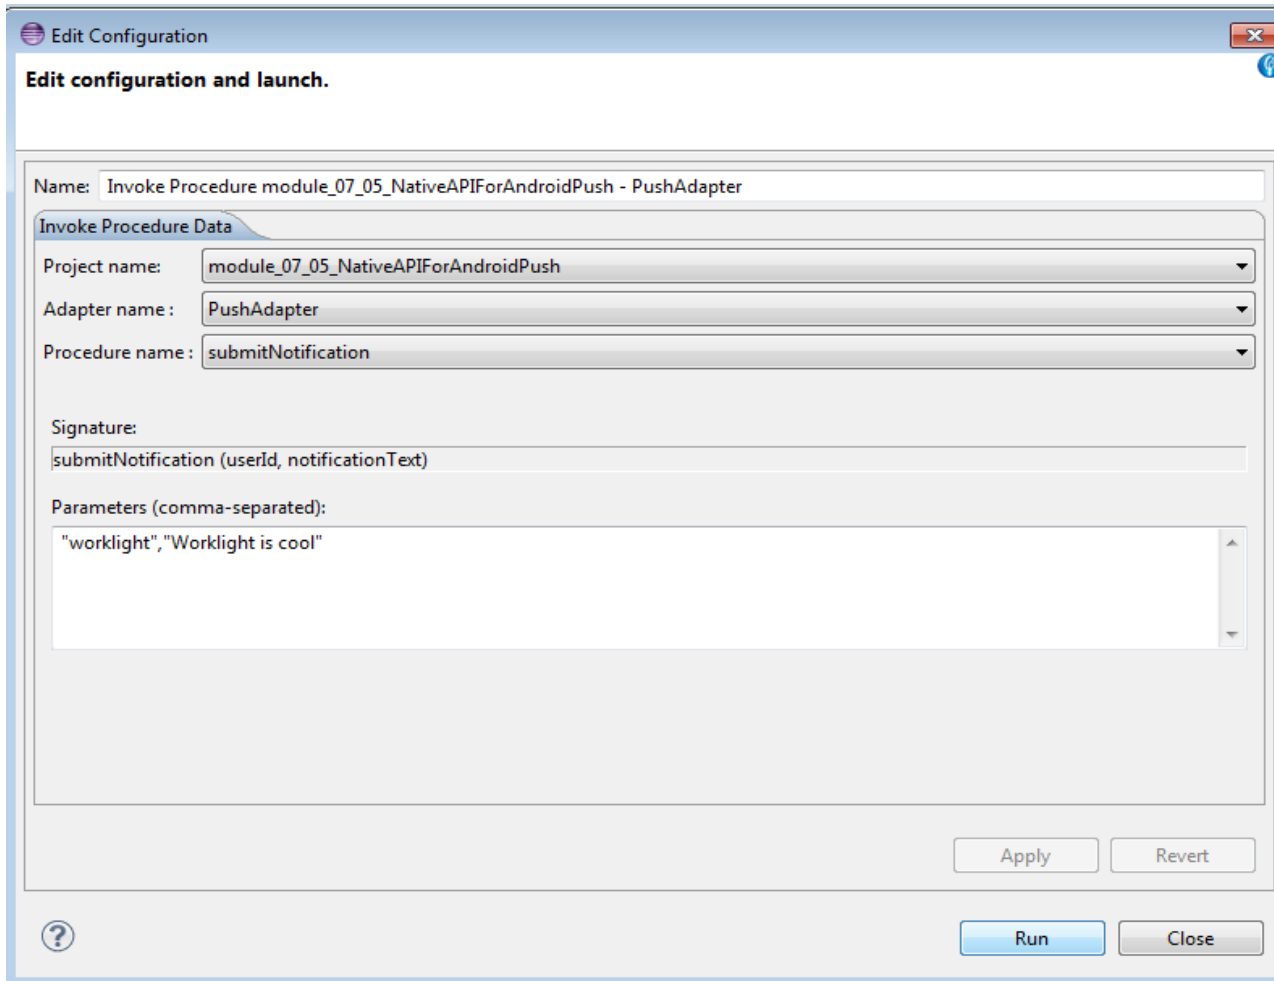 Edit Configuration
Edit configuration and launch.
Name: Invoke Procedure module_07_05_NativeAPIForAndroidPush - PushAdapter
Invoke Procedure Data
Project name: module_07_05_NativeAPIForAndroidPush
Adapter name : PushAdapter
Procedure name : submitNotification
Signature:
submitNotification (userId, notificationText)
Parameters (comma-separated):
"worklight","Worklight is cool"
Apply Revert
? Run Close